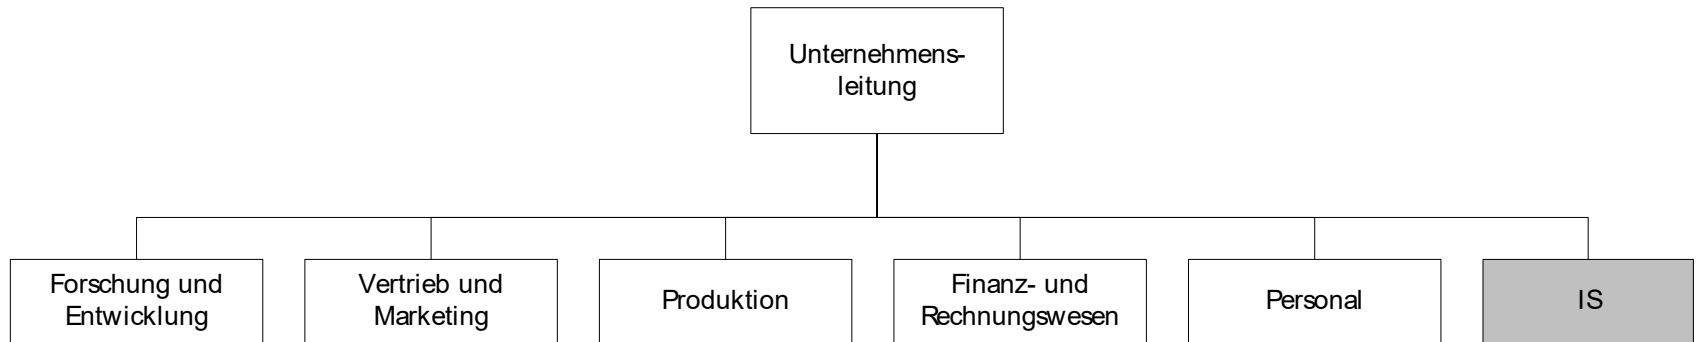 Unternehmens-
leitung
Forschung und
Entwicklung
Vertrieb und
Marketing
Produktion
Finanz- und
Rechnungswesen
Personal
IS